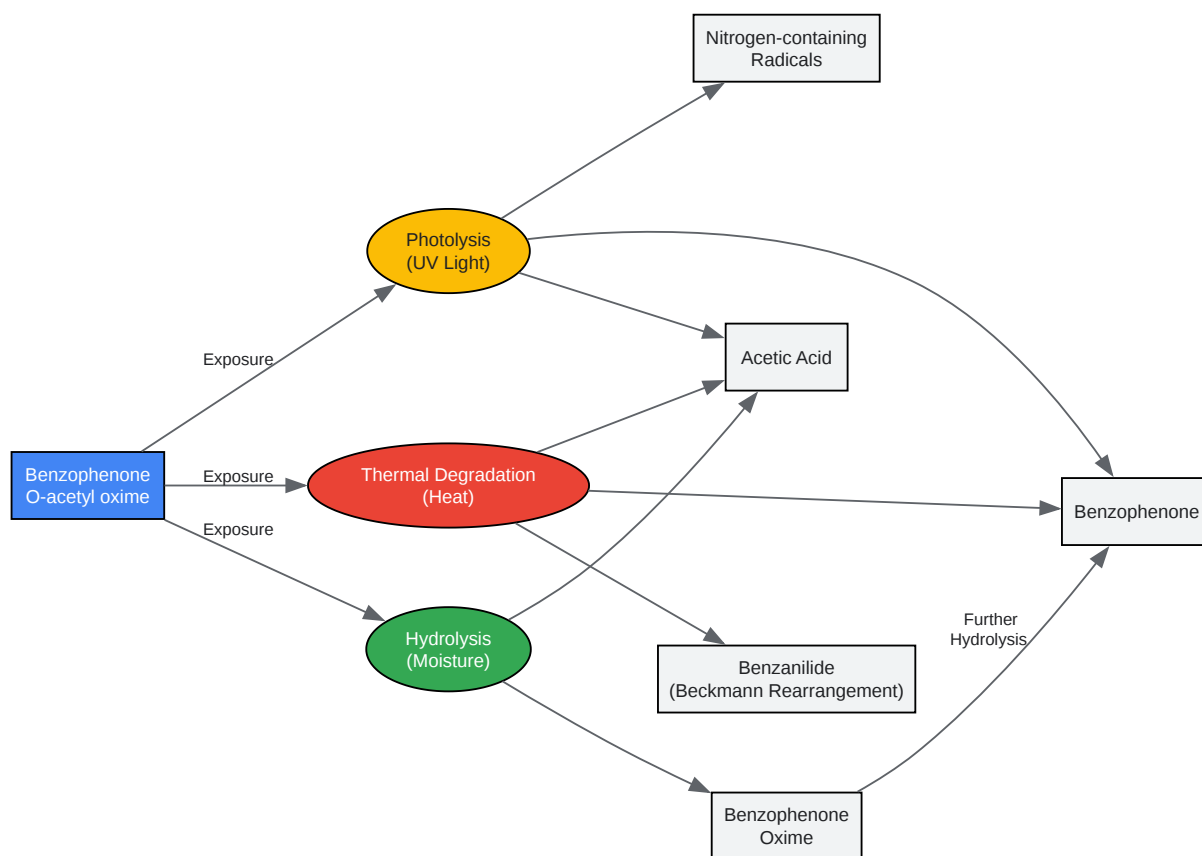 Nitrogen-containing
Radicals
Photolysis
(UV Light)
Acetic Acid
Exposure
Benzophenone
O-acetyl oxime
Exposure
Thermal Degradation
(Heat)
Benzophenone
Exposure
Hydrolysis
(Moisture)
Further
Hydrolysis
Benzanilide
(Beckmann Rearrangement)
Benzophenone
Oxime